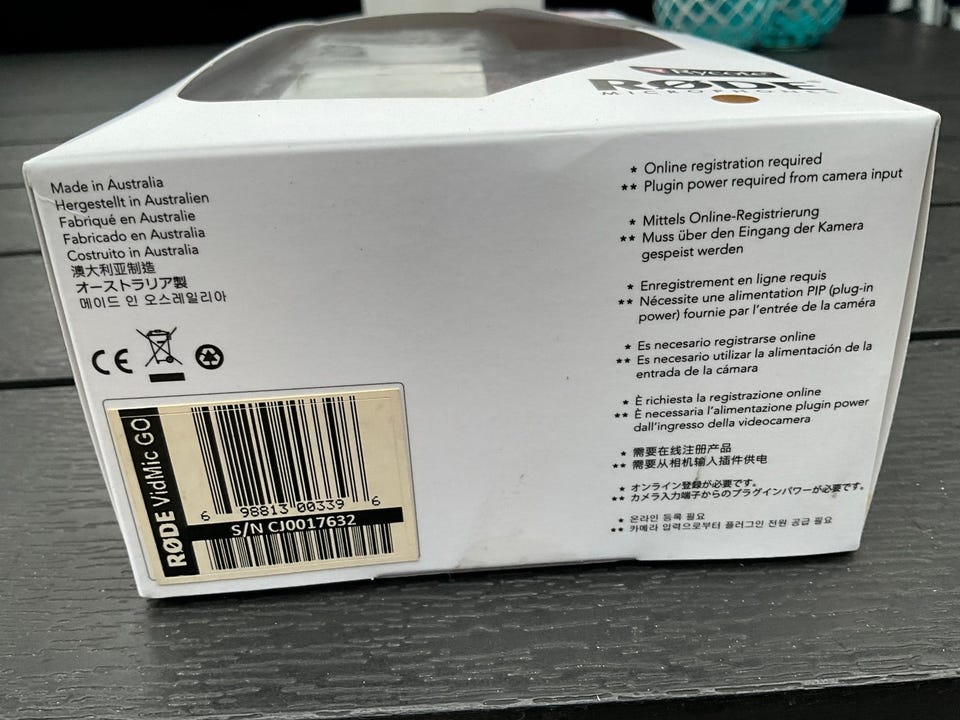 Rycote
RØDE
MICROPHONES
Made in Australia
Hergestellt in Australien
Fabriqué en Australie
Fabricado en Australia
Costruito in Australia
澳大利亚制造
オーストラリア製
메이드 인 오스트레일리아
CE
RØDE VidMic GO
6 98813 00339 6
S/N CJ0017632
* Online registration required
** Plugin power required from camera input
* Mittels Online-Registrierung
** Muss über den Eingang der Kamera
gespeist werden
* Enregistrement en ligne requis
** Nécessite une alimentation PIP (plug-in
power) fournie par l'entrée de la caméra
* Es necesario registrarse online
** Es necesario utilizar la alimentación de la
entrada de la cámara
* È richiesta la registrazione online
** È necessaria l'alimentazione plugin power
dall'ingresso della videocamera
* 需要在线注册产品
** 需要从相机输入插件供电
* オンライン登録が必要です。
** カメラ入力端子からのプラグインパワーが必要です。
* 온라인 등록 필요
** 카메라 입력으로부터 플러그인 전원 공급 필요